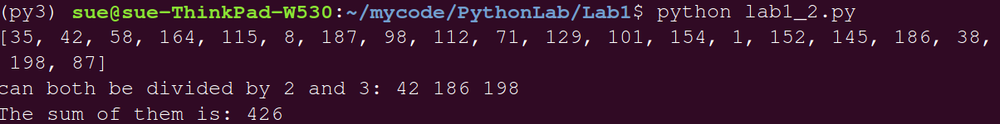 (py3) sue@sue-ThinkPad-W530:~/mycode/PythonLab/Lab1$ python lab1_2.py
[35, 42, 58, 164, 115, 8, 187, 98, 112, 71, 129, 101, 154, 1, 152, 145, 186, 38,
 198, 87]
can both be divided by 2 and 3: 42 186 198
The sum of them is: 426